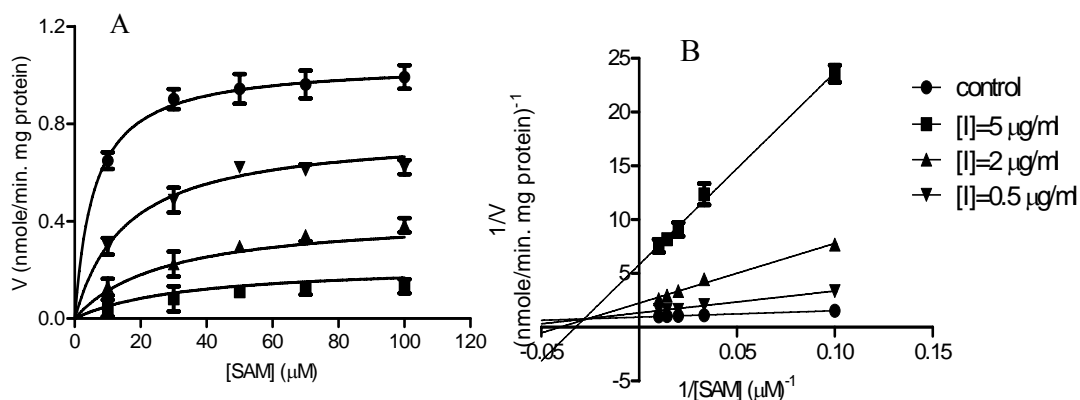 A
1.2
0.8
0.4
0.0
V (nmole/min. mg protein)
0
20
40
60
80
100
120
[SAM] (μM)
B
25
20
15
10
5
-5
1/V
(nmole/min. mg protein)-1
-0.05
0.05
0.10
0.15
1/[SAM] (μM)-1
control
[I]=5 μg/ml
[I]=2 μg/ml
[I]=0.5 μg/ml